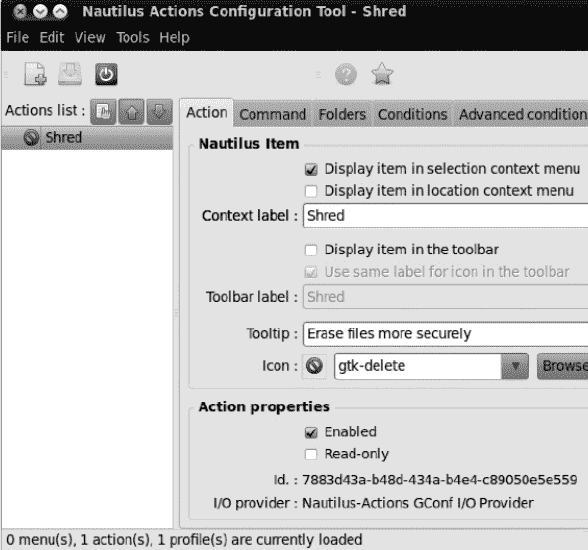 Nautilus Actions Configuration Tool - Shred
File Edit View Tools Help
Actions list :
Shred
Action Command Folders Conditions Advanced condition
Nautilus Item
Display item in selection context menu
Display item in location context menu
Context label : Shred
Display item in the toolbar
Use same label for icon in the toolbar
Toolbar label : Shred
Tooltip : Erase files more securely
Icon : gtk-delete Browse
Action properties
Enabled
Read-only
Id. : 7883d43a-b48d-434a-b4e4-c89050e5e559
I/O provider : Nautilus-Actions GConf I/O Provider
0 menu(s), 1 action(s), 1 profile(s) are currently loaded